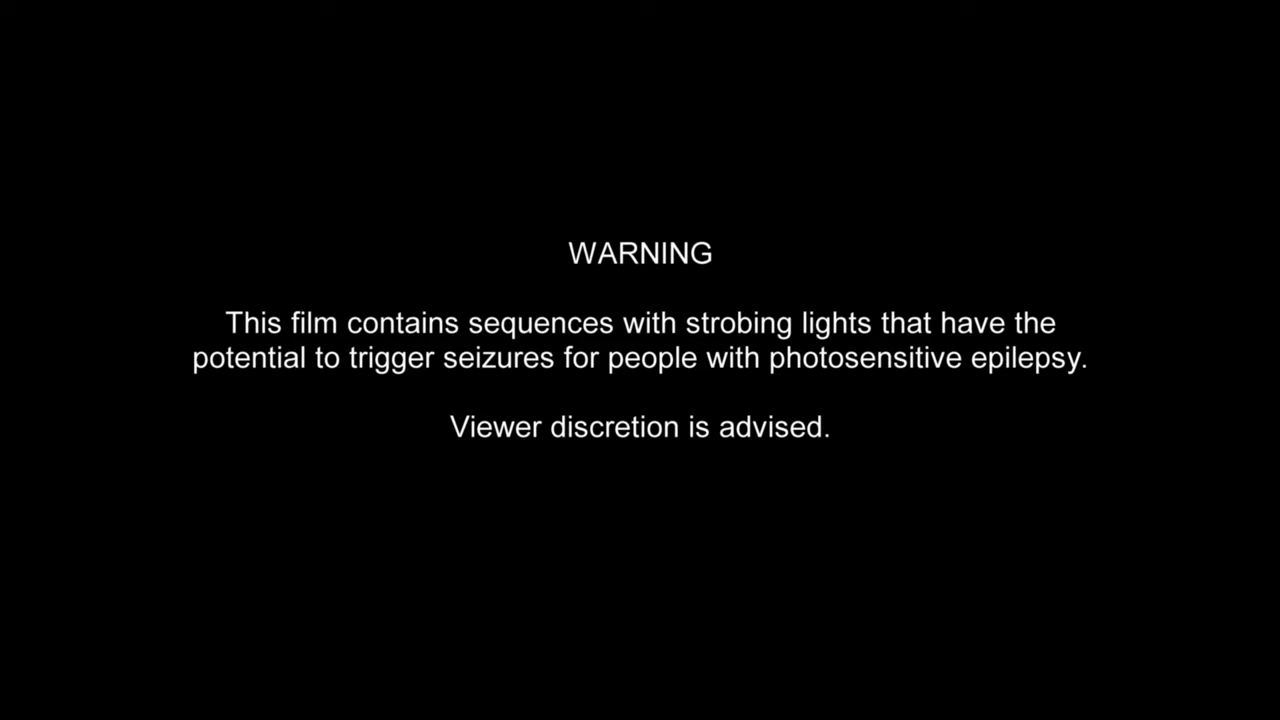 WARNING
This film contains sequences with strobing lights that have the
potential to trigger seizures for people with photosensitive epilepsy.
Viewer discretion is advised.